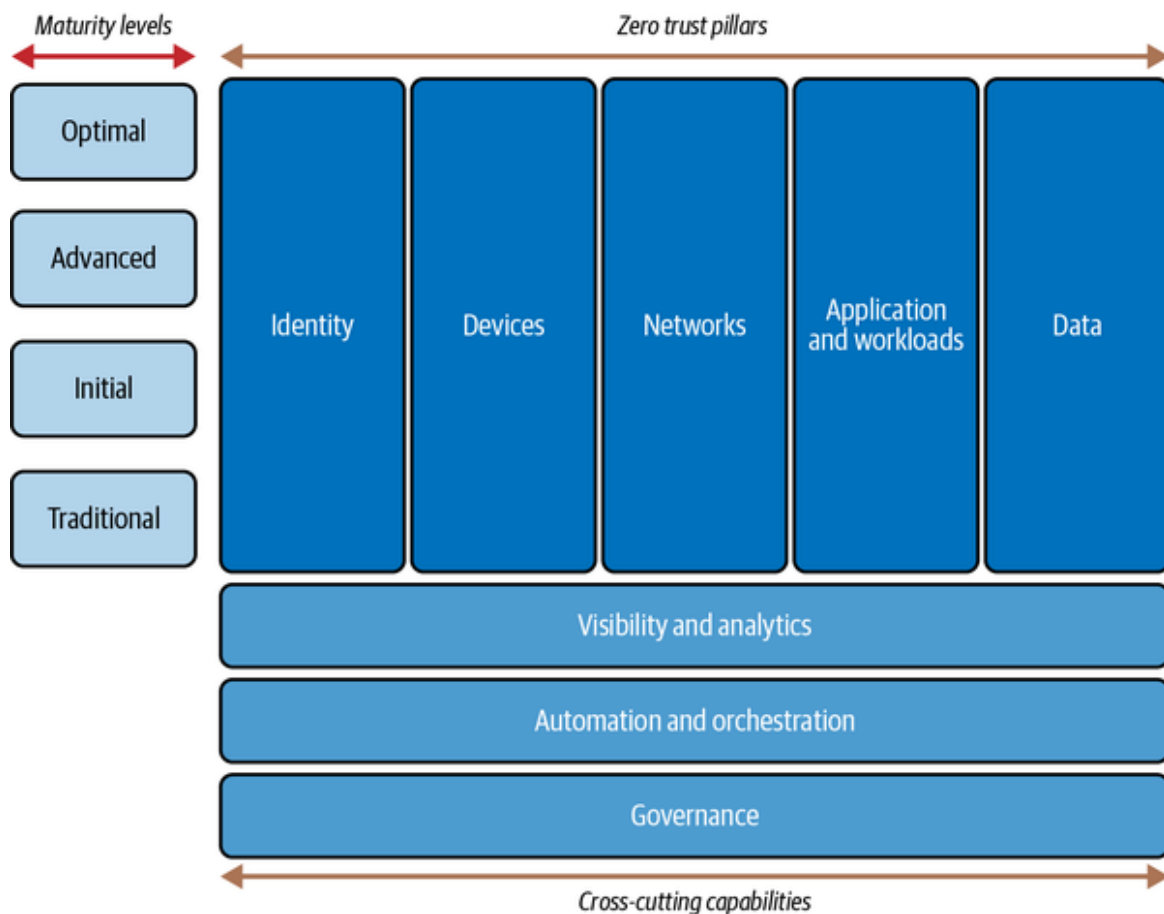 Maturity levels
Zero trust pillars
Optimal
Advanced
Initial
Traditional
Identity
Devices
Networks
Application
and workloads
Data
Visibility and analytics
Automation and orchestration
Governance
Cross-cutting capabilities